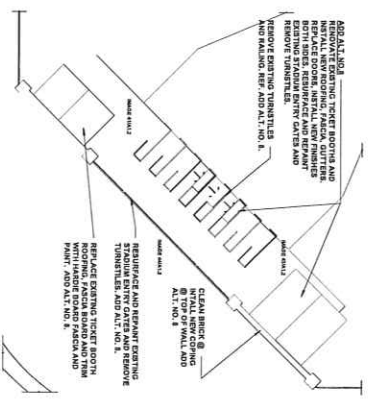 ADD ALT. NO.8
RENOVATE EXISTING TICKET BOOTHS AND
INSTALL NEW ROOFING, FASCIA, GUTTERS,
REPLACE DOORS, INSTALL NEW FINISHES
BOTH SIDES, RESURFACE AND REPAINT
EXISTING STADIUM ENTRY GATES AND
REMOVE TURNSTILES.
REMOVE EXISTING TURNSTILES
AND RAILING. REF. ADD ALT. NO. 8.
CLEAN BRICK @
INTALL NEW COPING
@ TOP OF WALL ADD
ALT. NO. 8
RESURFACE AND REPAINT EXISTING
STADIUM ENTRY GATES AND REMOVE
TURNSTILES. ADD ALT. NO. 8.
REPLACE EXISTING TICKET BOOTH
ROOFING, FASCIA BOARD AND TRIM
WITH HARDIE BOARD FASCIA AND
PAINT. ADD ALT. NO. 8.